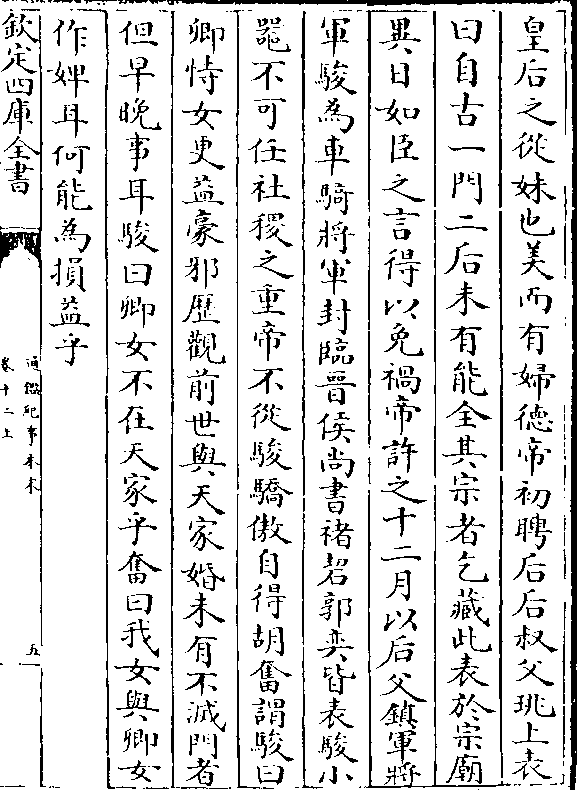 皇后之從妹也美而有婦德帝初聘后后叔父珧上表
曰自古一門二后未有能全其宗者乞藏此表於宗廟
異日如臣之言得以免禍帝許之十二月以后父鎮軍將
軍駿為車騎將軍封臨晉侯尚書褚䂮郭奕皆表駿小
噐不可任社稷之重帝不從駿驕傲自得胡奮謂駿曰
卿恃女更益豪邪歷觀前世與天家婚未有不滅門者
但早晚事耳駿曰卿女不在天家乎奮曰我女與卿女
作婢耳何能為損益乎
欽定四庫全書
通鑑紀事本末
卷十二上
五